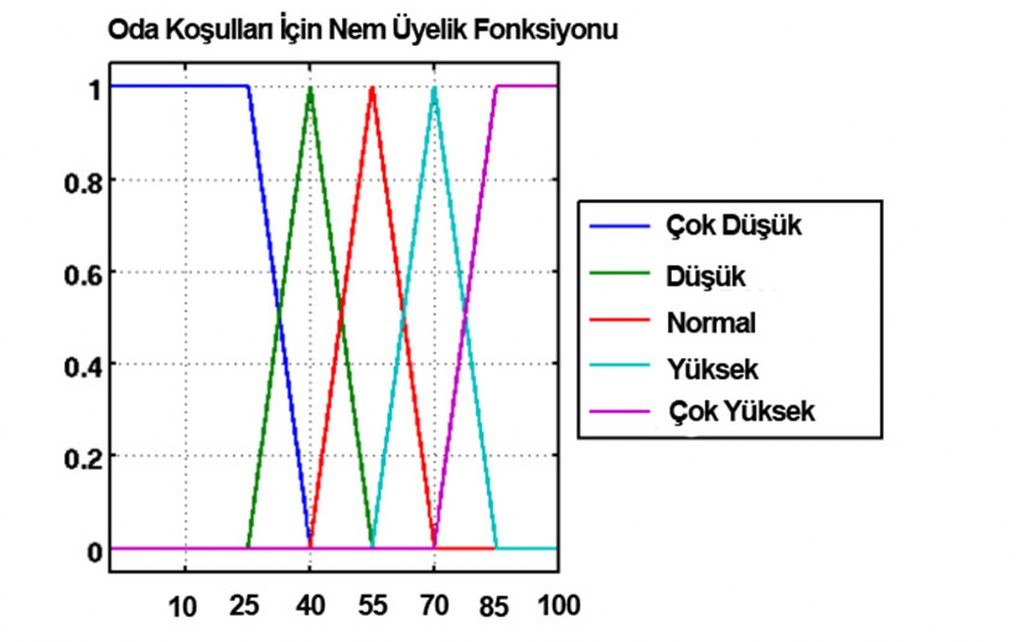 Oda Koşulları İçin Nem Üyelik Fonksiyonu
1
0.8
0.6
0.4
0.2
0
10 25 40 55 70 85 100
Çok Düşük
Düşük
Normal
Yüksek
Çok Yüksek